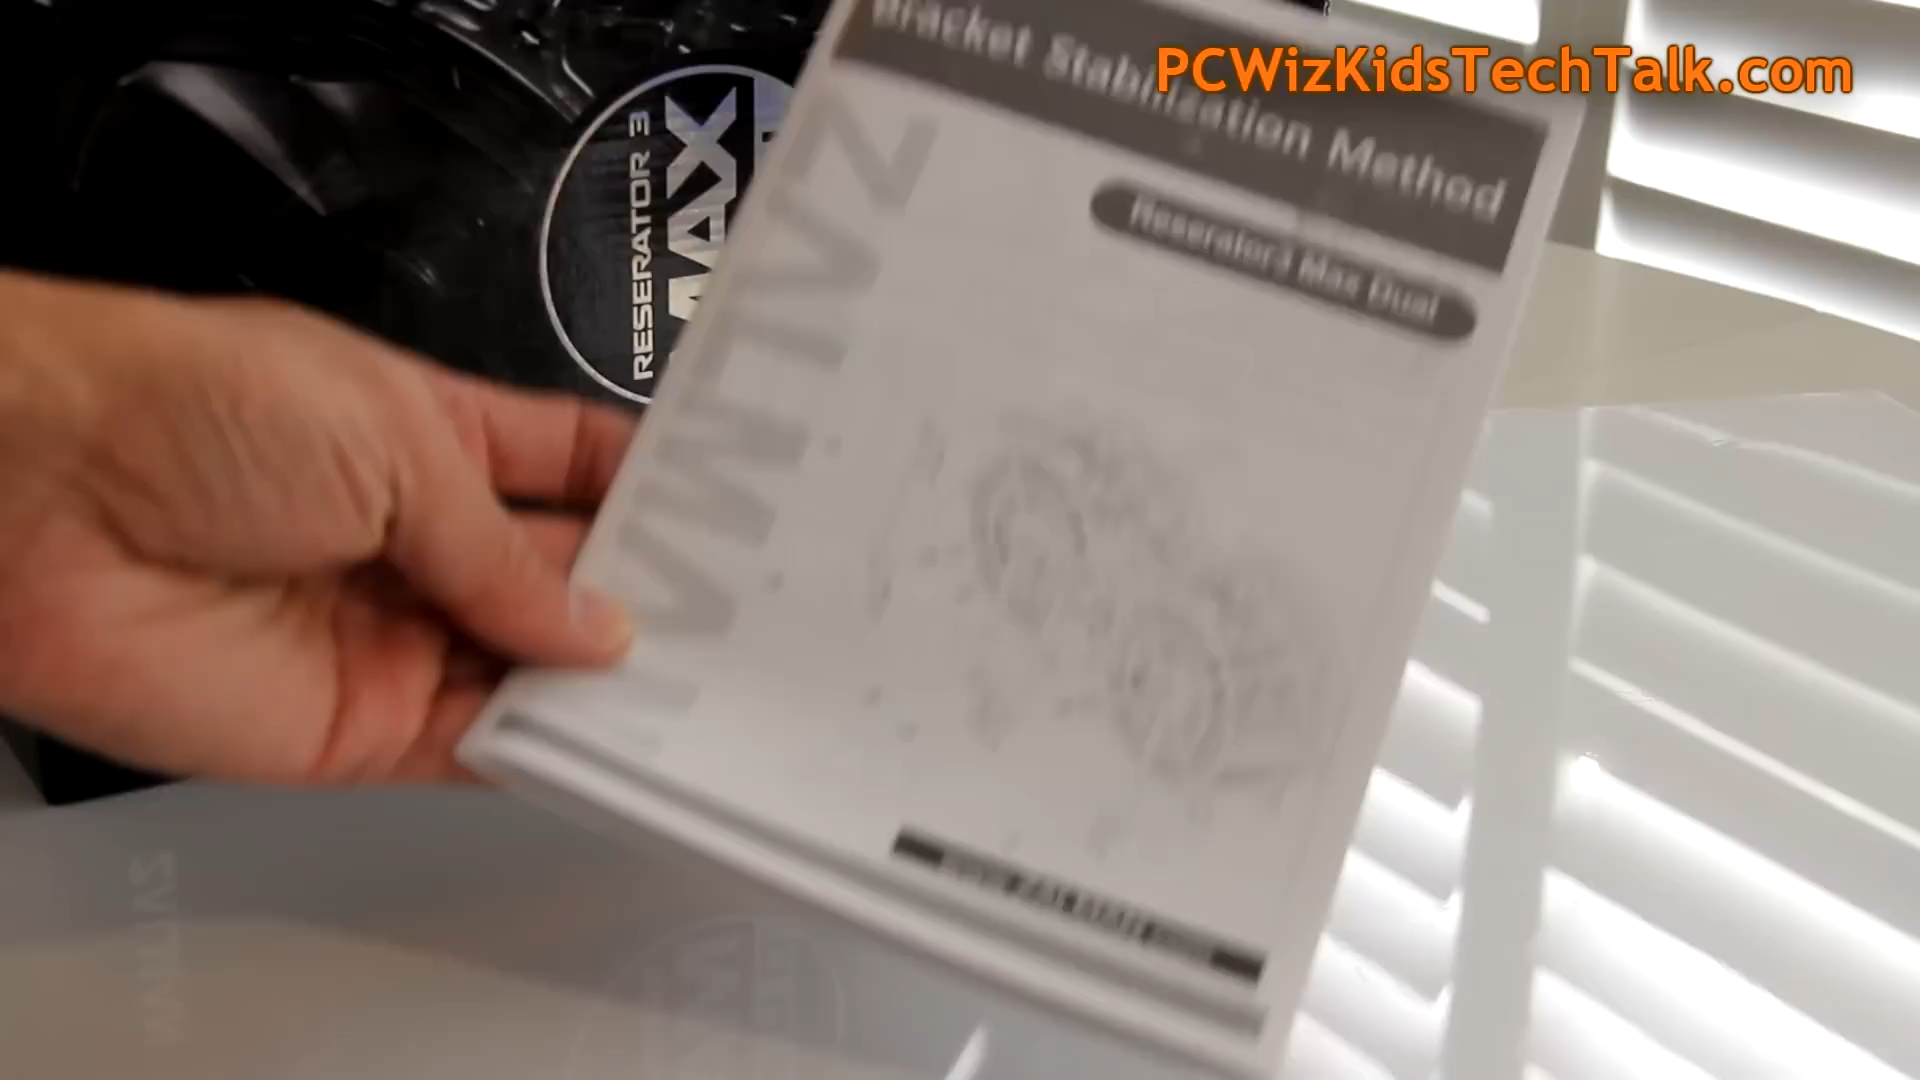 PCWizKidsTechTalk.com
Bracket Stabilization Method
Reserator3 Max Dual
ZALMAN
RESERATOR 3
MAX